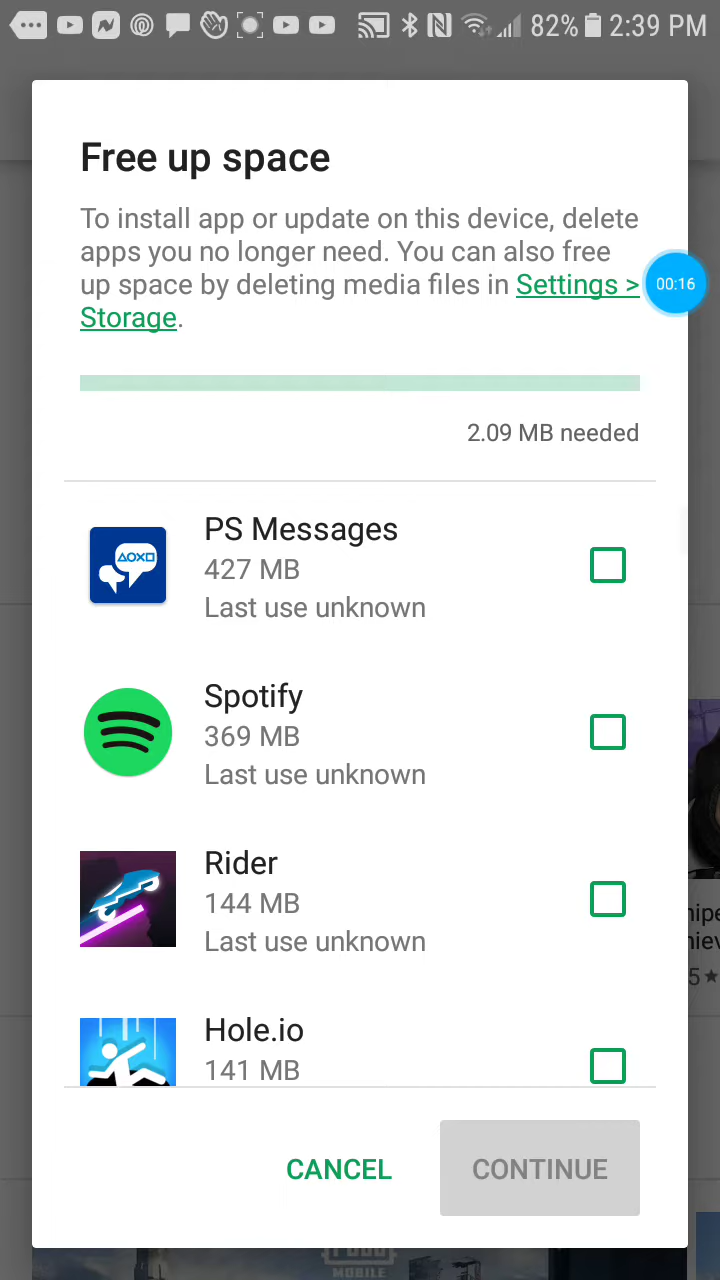 82% 2:39 PM
Free up space
To install app or update on this device, delete
apps you no longer need. You can also free
up space by deleting media files in Settings >
Storage.
00:16
2.09 MB needed
PS Messages
427 MB
Last use unknown
Spotify
369 MB
Last use unknown
Rider
144 MB
Last use unknown
5
Hole.io
141 MB
CANCEL
CONTINUE
MOBILE